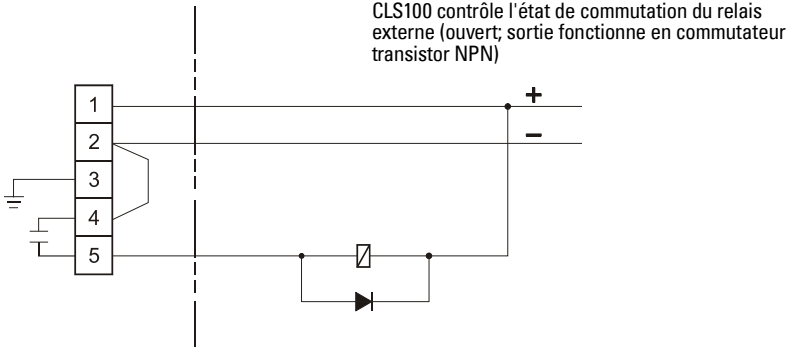 CLS100 contrôle l'état de commutation du relais
externe (ouvert; sortie fonctionne en commutateur
transistor NPN)
1
+
2
–
3
4
5